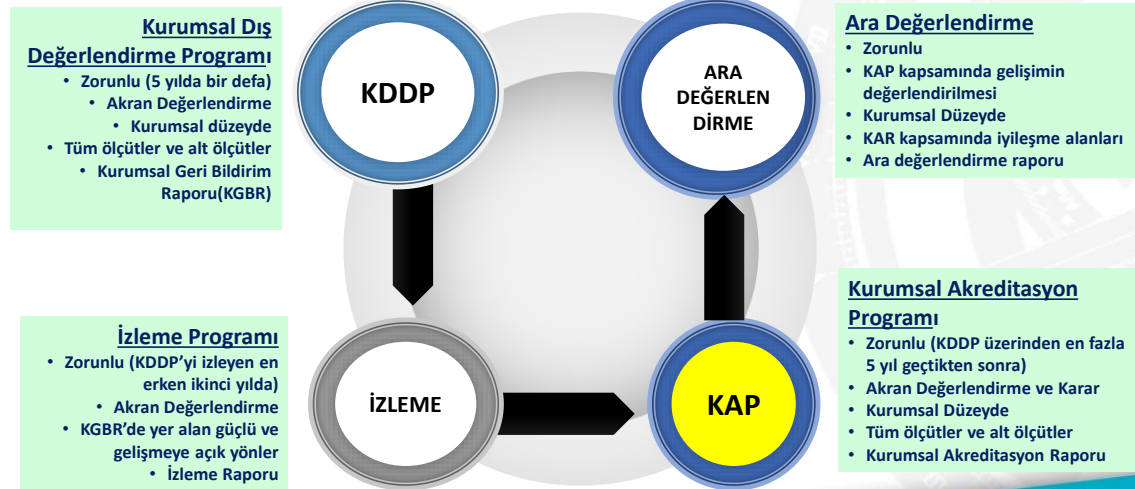 Kurumsal Dış
Değerlendirme Programı
• Zorunlu (5 yılda bir defa)
• Akran Değerlendirme
• Kurumsal düzeyde
• Tüm ölçütler ve alt ölçütler
• Kurumsal Geri Bildirim
Raporu(KGBR)
KDDP
ARA
DEĞERLEN
DİRME
Ara Değerlendirme
• Zorunlu
• KAP kapsamında gelişimin
değerlendirilmesi
• Kurumsal Düzeyde
• KAR kapsamında iyileşme alanları
• Ara değerlendirme raporu
İzleme Programı
• Zorunlu (KDDP’yi izleyen en
erken ikinci yılda)
• Akran Değerlendirme
• KGBR’de yer alan güçlü ve
gelişmeye açık yönler
• İzleme Raporu
İZLEME
KAP
Kurumsal Akreditasyon
Programı
• Zorunlu (KDDP üzerinden en fazla
5 yıl geçtikten sonra)
• Akran Değerlendirme ve Karar
• Kurumsal Düzeyde
• Tüm ölçütler ve alt ölçütler
• Kurumsal Akreditasyon Raporu